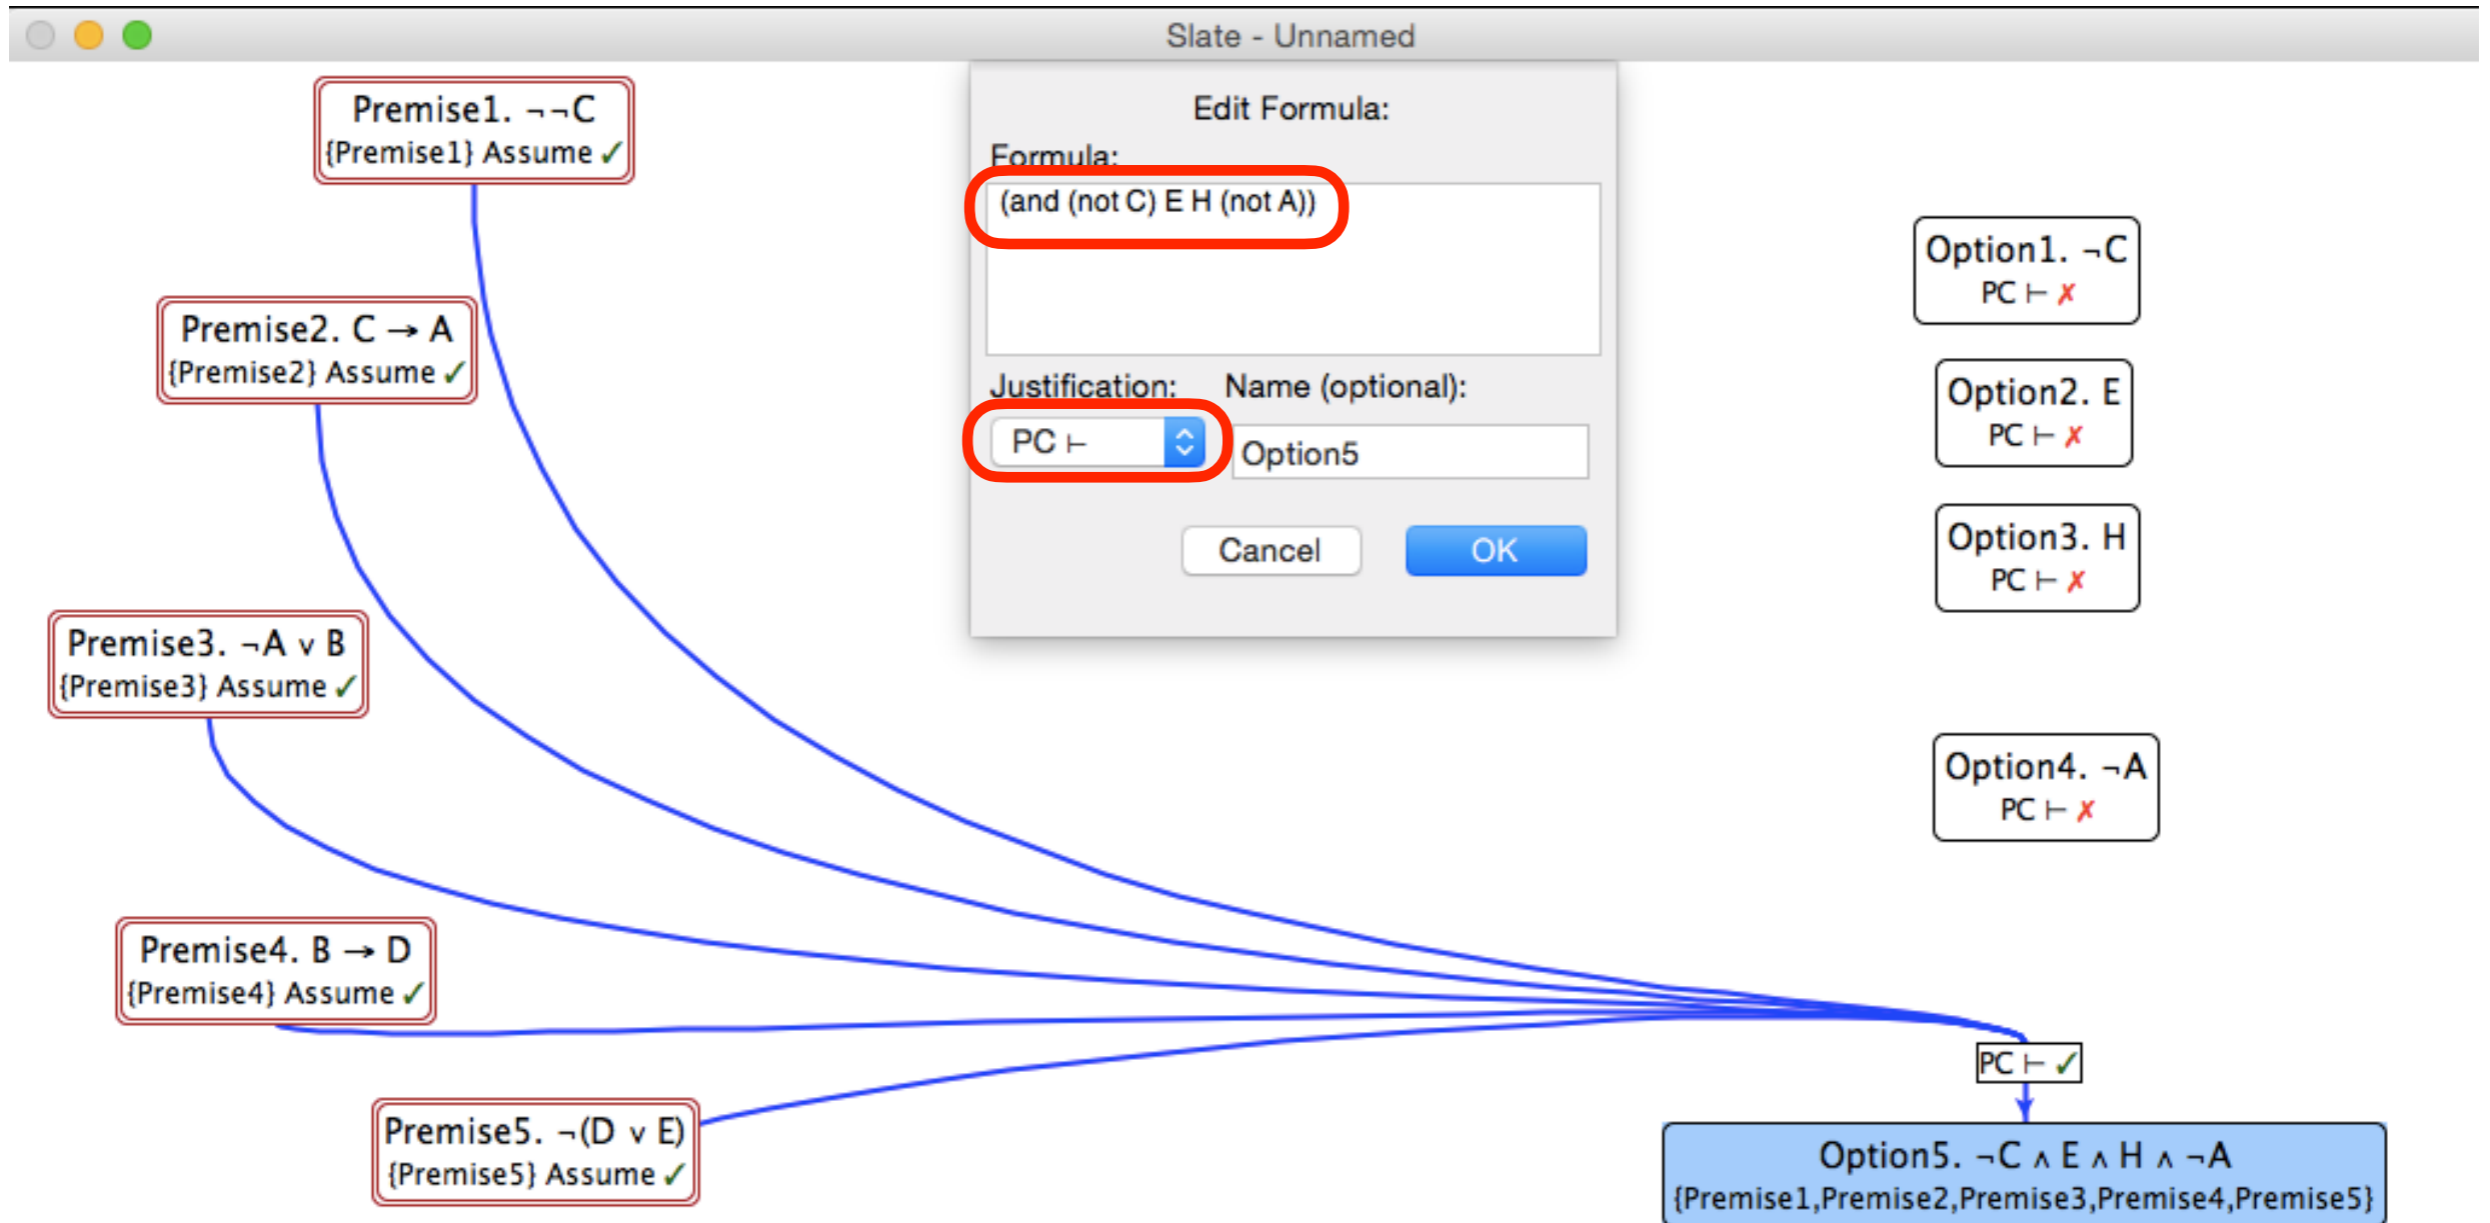 Slate - Unnamed
Premise1. ¬¬C
{Premise1} Assume ✓
Premise2. C → A
{Premise2} Assume ✓
Premise3. ¬A ∨ B
{Premise3} Assume ✓
Premise4. B → D
{Premise4} Assume ✓
Premise5. ¬(D ∨ E)
{Premise5} Assume ✓
Edit Formula:
Formula:
(and (not C) E H (not A))
Justification: Name (optional):
PC ⊢ Option5
Cancel OK
Option1. ¬C
PC ⊢ ✗
Option2. E
PC ⊢ ✗
Option3. H
PC ⊢ ✗
Option4. ¬A
PC ⊢ ✗
PC ⊢ ✓
Option5. ¬C ∧ E ∧ H ∧ ¬A
{Premise1,Premise2,Premise3,Premise4,Premise5}